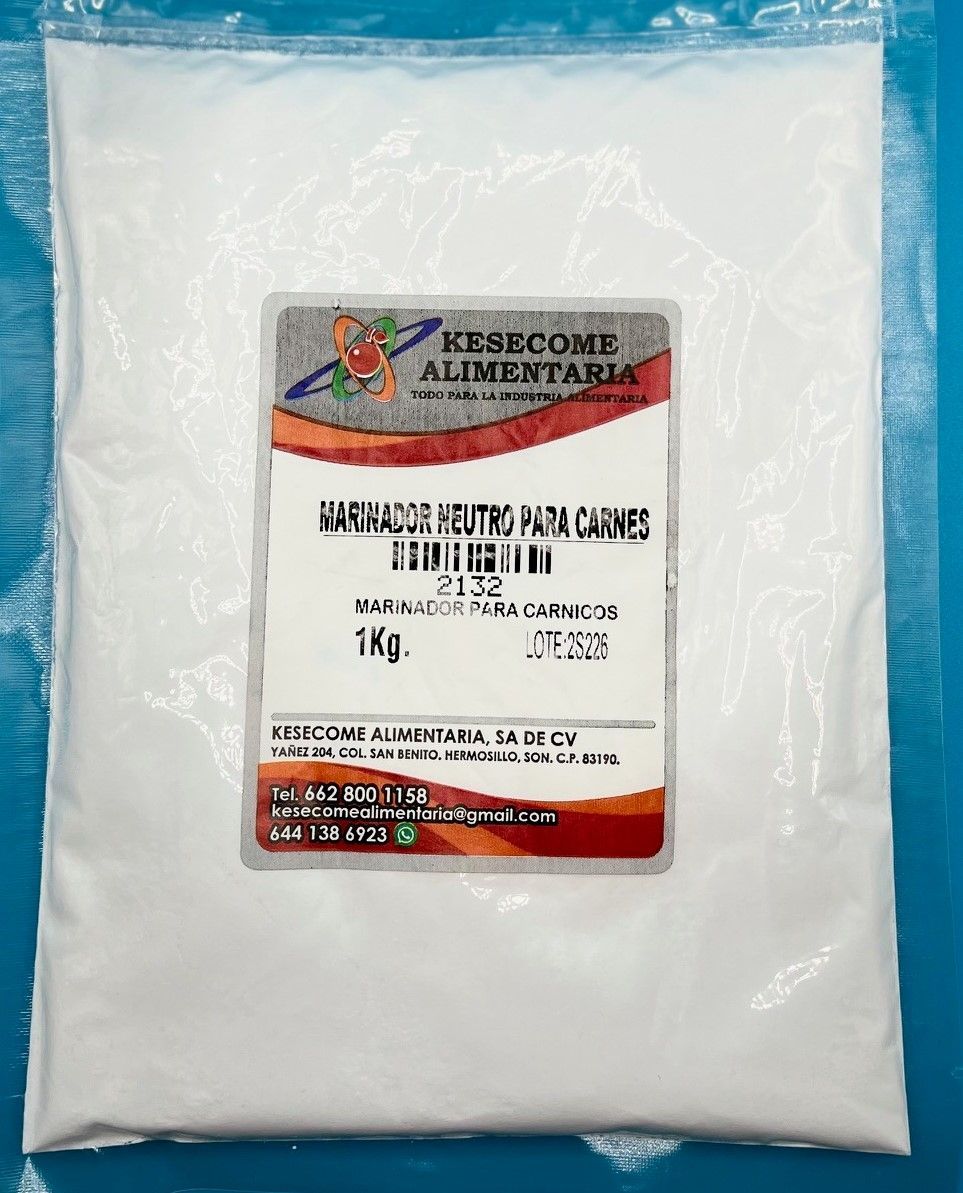 KESECOME
ALIMENTARIA
TODO PARA LA INDUSTRIA ALIMENTARIA
MARINADOR NEUTRO PARA CARNES
2132
MARINADOR PARA CARNICOS
1Kg. LOTE:2S226
KESECOME ALIMENTARIA, SA DE CV
YAÑEZ 204, COL. SAN BENITO. HERMOSILLO, SON. C.P. 83190.
Tel. 662 800 1158
kesecomealimentaria@gmail.com
644 138 6923